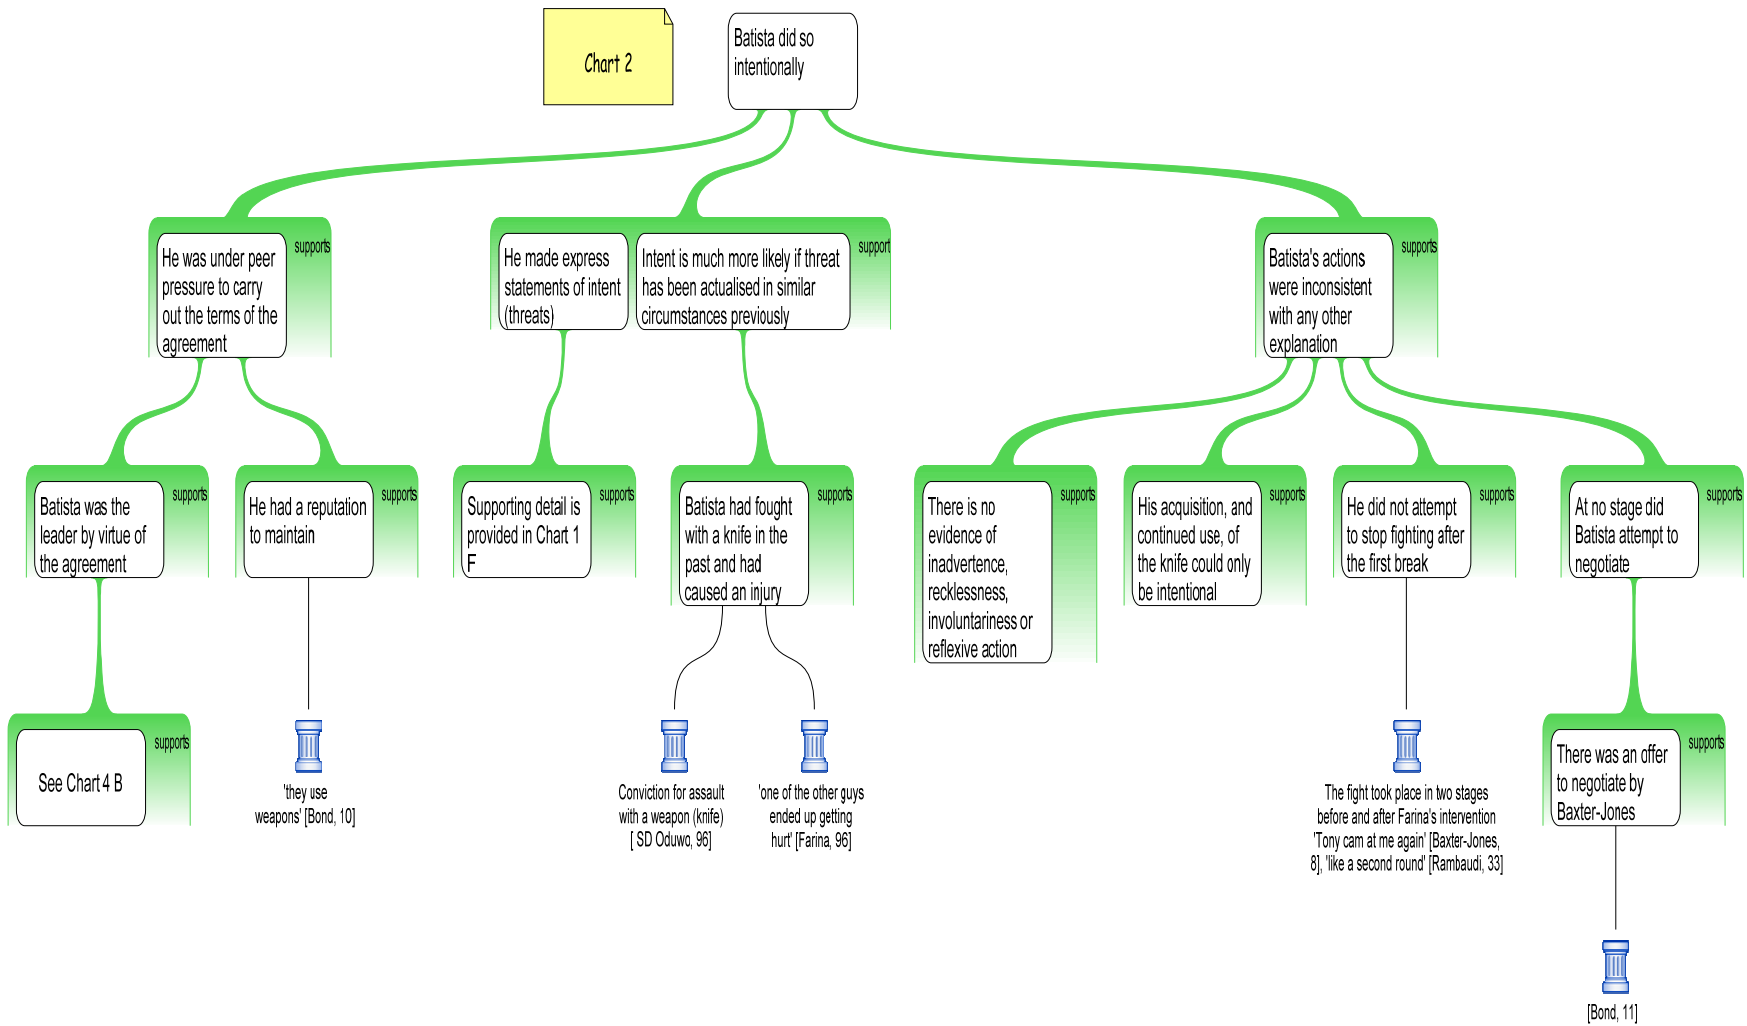 Chart 2
Batista did so
intentionally
supports
He was under peer
pressure to carry
out the terms of the
agreement
He made express
statements of intent
(threats)
support
Intent is much more likely if threat
has been actualised in similar
circumstances previously
supports
Batista's actions
were inconsistent
with any other
explanation
supports
Batista was the
leader by virtue of
the agreement
supports
He had a reputation
to maintain
supports
Supporting detail is
provided in Chart 1
F
supports
Batista had fought
with a knife in the
past and had
caused an injury
supports
There is no
evidence of
inadvertence,
recklessness,
involuntariness or
reflexive action
supports
His acquisition, and
continued use, of
the knife could only
be intentional
supports
He did not attempt
to stop fighting after
the first break
supports
At no stage did
Batista attempt to
negotiate
supports
See Chart 4 B
'they use
weapons' [Bond, 10]
Conviction for assault
with a weapon (knife)
[ SD Oduwo, 96]
'one of the other guys
ended up getting
hurt' [Farina, 96]
The fight took place in two stages
before and after Farina's intervention
'Tony cam at me again' [Baxter-Jones,
8], 'like a second round' [Rambaudi, 33]
supports
There was an offer
to negotiate by
Baxter-Jones
[Bond, 11]